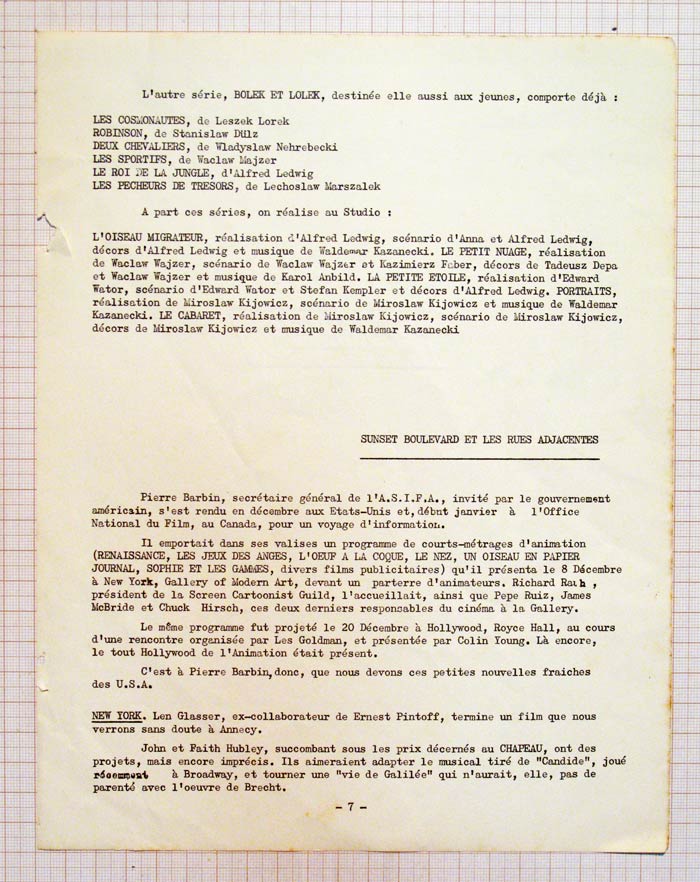 L'autre série, BOLEK ET LOLEK, destinée elle aussi aux jeunes, comporte déjà :
LES COSMONAUTES, de Leszek Lorek
ROBINSON, de Stanislaw Dülz
DEUX CHEVALIERS, de Wladyslaw Nehrebecki
LES SPORTIFS, de Waclaw Majzer
LE ROI DE LA JUNGLE, d'Alfred Ledwig
LES PECHEURS DE TRESORS, de Lechoslaw Marszalek
A part ces séries, on réalise au Studio :
L'OISEAU MIGRATEUR, réalisation d'Alfred Ledwig, scénario d'Anna et Alfred Ledwig,
décors d'Alfred Ledwig et musique de Waldemar Kazanecki. LE PETIT NUAGE, réalisation
de Waclaw Wajzer, scénario de Waclaw Wajzer et Kazimierz Faber, décors de Tadeusz Depa
et Waclaw Wajzer et musique de Karol Anbild. LA PETITE ETOILE, réalisation d'Edward
Wator, scénario d'Edward Wator et Stefan Kempler et décors d'Alfred Ledwig. PORTRAITS,
réalisation de Miroslaw Kijowicz, scénario de Miroslaw Kijowicz et musique de Waldemar
Kazanecki. LE CABARET, réalisation de Miroslaw Kijowicz, scénario de Miroslaw Kijowicz,
décors de Miroslaw Kijowicz et musique de Waldemar Kazanecki
SUNSET BOULEVARD ET LES RUES ADJACENTES
Pierre Barbin, secrétaire général de l'A.S.I.F.A., invité par le gouvernement
américain, s'est rendu en décembre aux Etats-Unis et, début janvier à l'Office
National du Film, au Canada, pour un voyage d'information.
Il emportait dans ses valises un programme de courts-métrages d'animation
(RENAISSANCE, LES JEUX DES ANGES, L'OEUF A LA COQUE, LE NEZ, UN OISEAU EN PAPIER
JOURNAL, SOPHIE ET LES GAMMES, divers films publicitaires) qu'il présenta le 8 Décembre
à New York, Gallery of Modern Art, devant un parterre d'animateurs. Richard Rauh ,
président de la Screen Cartoonist Guild, l'accueillait, ainsi que Pepe Ruiz, James
McBride et Chuck Hirsch, ces deux derniers responsables du cinéma à la Gallery.
Le même programme fut projeté le 20 Décembre à Hollywood, Royce Hall, au cours
d'une rencontre organisée par Les Goldman, et présentée par Colin Young. Là encore,
le tout Hollywood de l'Animation était présent.
C'est à Pierre Barbin,donc, que nous devons ces petites nouvelles fraiches
des U.S.A.
NEW YORK. Len Glasser, ex-collaborateur de Ernest Pintoff, termine un film que nous
verrons sans doute à Annecy.
John et Faith Hubley, succombant sous les prix décernés au CHAPEAU, ont des
projets, mais encore imprécis. Ils aimeraient adapter le musical tiré de "Candide", joué
récemment à Broadway, et tourner une "vie de Galilée" qui n'aurait, elle, pas de
parenté avec l'oeuvre de Brecht.
- 7 -